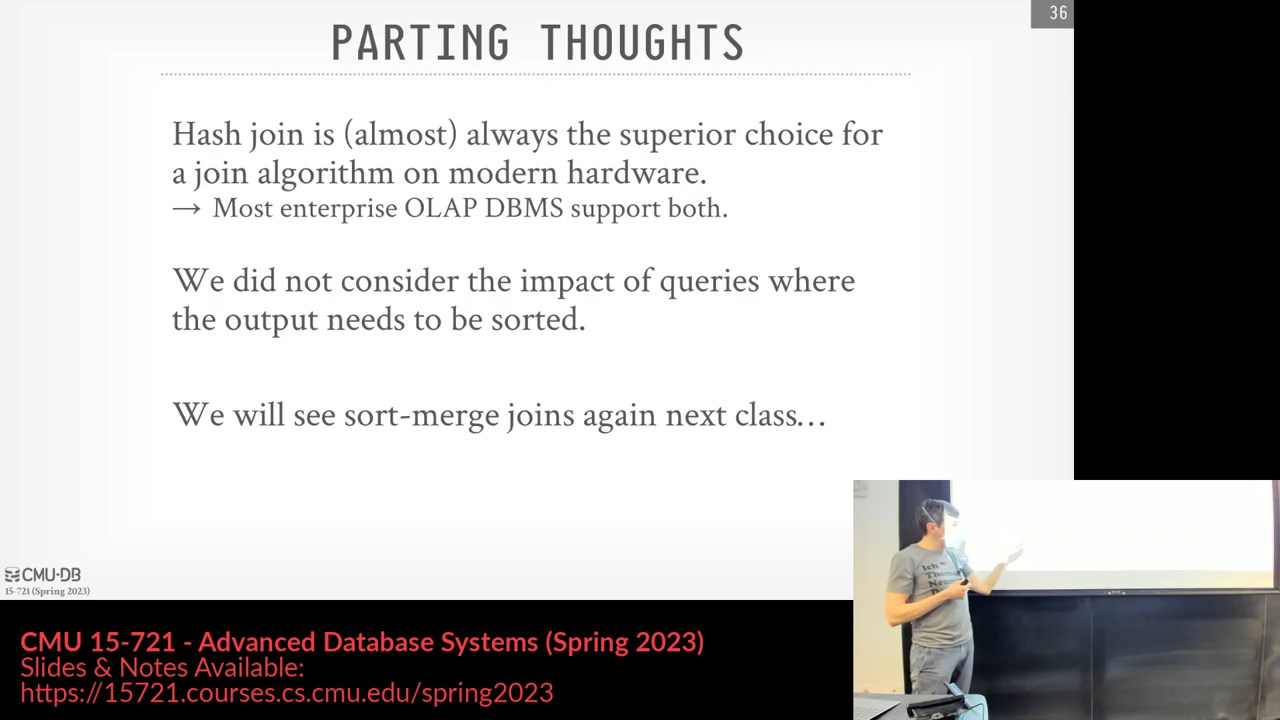 36
PARTING THOUGHTS
Hash join is (almost) always the superior choice for
a join algorithm on modern hardware.
→ Most enterprise OLAP DBMS support both.
We did not consider the impact of queries where
the output needs to be sorted.
We will see sort-merge joins again next class…
CMU·DB
15-721 (Spring 2023)
Ich
CMU 15-721 - Advanced Database Systems (Spring 2023)
Slides & Notes Available:
https://15721.courses.cs.cmu.edu/spring2023